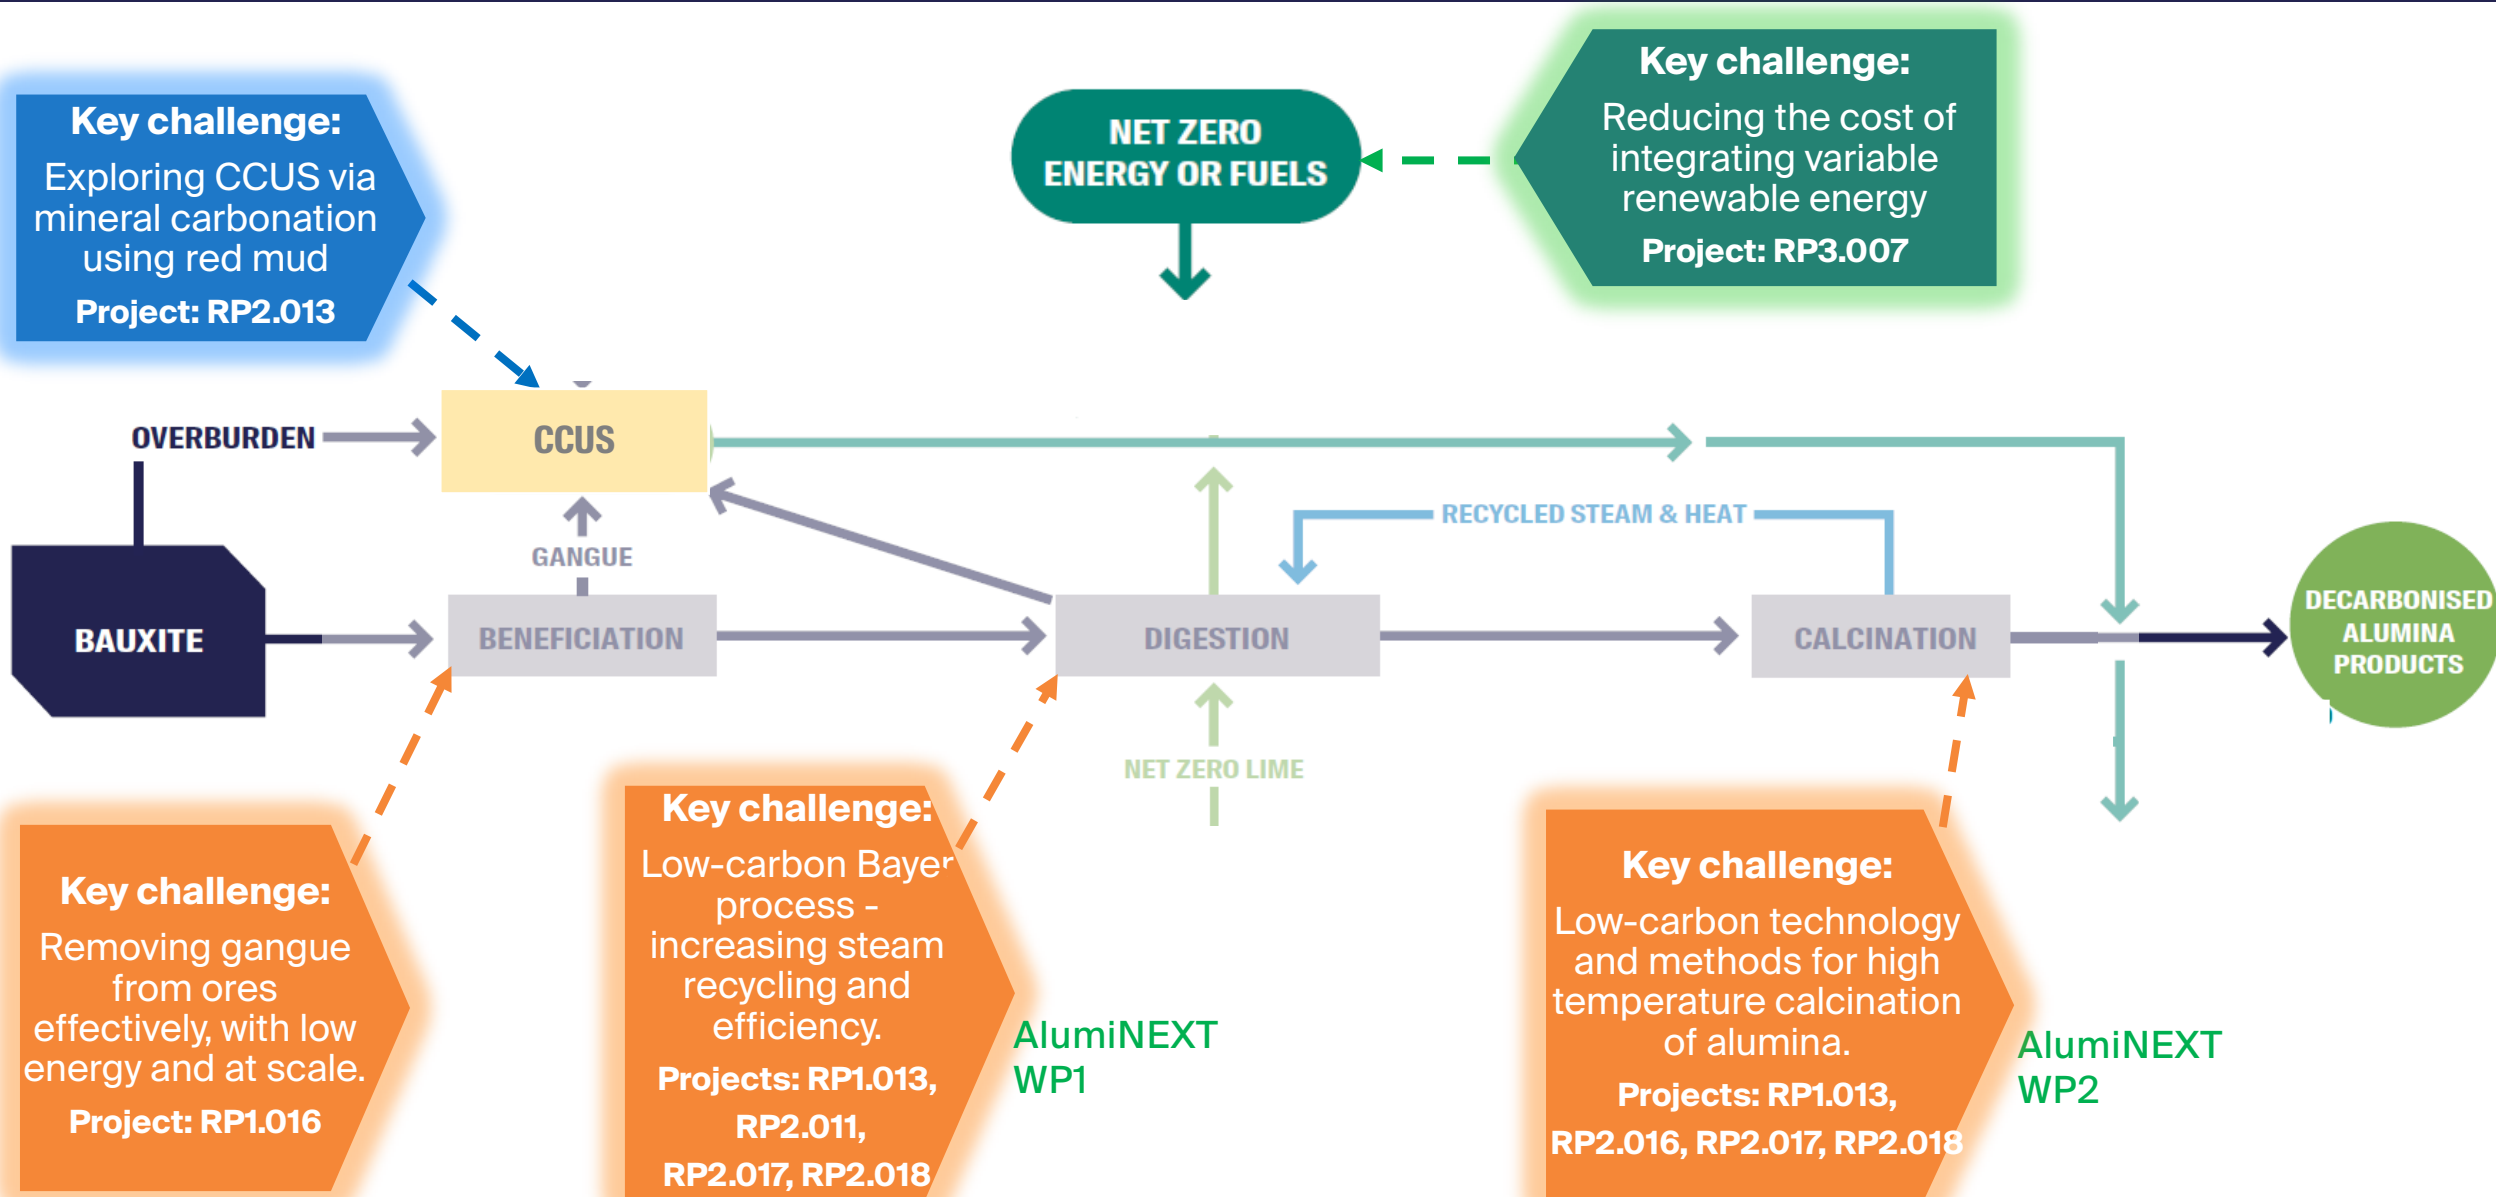 Key challenge:
Exploring CCUS via
mineral carbonation
using red mud
Project: RP2.013
NET ZERO
ENERGY OR FUELS
Key challenge:
Reducing the cost of
integrating variable
renewable energy
Project: RP3.007
OVERBURDEN
CCUS
RECYCLED STEAM & HEAT
GANGUE
BAUXITE
BENEFICIATION
DIGESTION
CALCINATION
DECARBONISED
ALUMINA
PRODUCTS
NET ZERO LIME
Key challenge:
Removing gangue
from ores
effectively, with low
energy and at scale.
Project: RP1.016
Key challenge:
Low-carbon Bayer
process -
increasing steam
recycling and
efficiency.
Projects: RP1.013,
RP2.011,
RP2.017, RP2.018
AlumiNEXT
WP1
Key challenge:
Low-carbon technology
and methods for high
temperature calcination
of alumina.
Projects: RP1.013,
RP2.016, RP2.017, RP2.018
AlumiNEXT
WP2